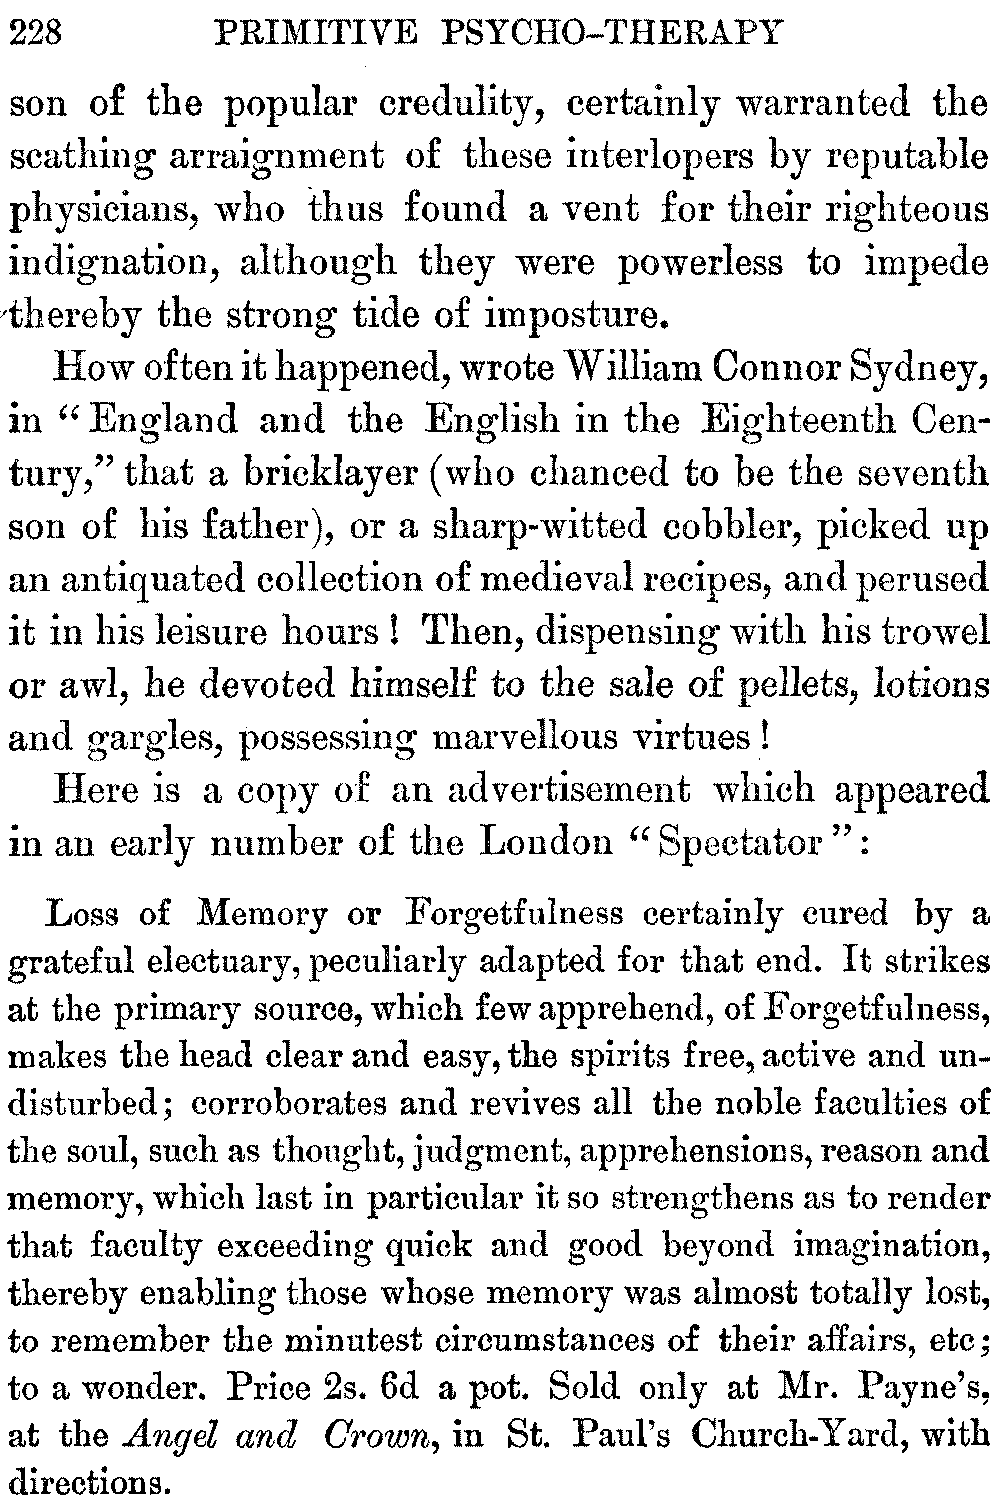 228 PRIMITIVE PSYCHO-THERAPY
son of the popular credulity, certainly warranted the
scathing arraignment of these interlopers by reputable
physicians, who thus found a vent for their righteous
indignation, although they were powerless to impede
thereby the strong tide of imposture.
How often it happened, wrote William Connor Sydney,
in “England and the English in the Eighteenth Cen-
tury,” that a bricklayer (who chanced to be the seventh
son of his father), or a sharp-witted cobbler, picked up
an antiquated collection of medieval recipes, and perused
it in his leisure hours! Then, dispensing with his trowel
or awl, he devoted himself to the sale of pellets, lotions
and gargles, possessing marvellous virtues!
Here is a copy of an advertisement which appeared
in an early number of the London “Spectator”:
Loss of Memory or Forgetfulness certainly cured by a
grateful electuary, peculiarly adapted for that end. It strikes
at the primary source, which few apprehend, of Forgetfulness,
makes the head clear and easy, the spirits free, active and un-
disturbed; corroborates and revives all the noble faculties of
the soul, such as thought, judgment, apprehensions, reason and
memory, which last in particular it so strengthens as to render
that faculty exceeding quick and good beyond imagination,
thereby enabling those whose memory was almost totally lost,
to remember the minutest circumstances of their affairs, etc;
to a wonder. Price 2s. 6d a pot. Sold only at Mr. Payne's,
at the Angel and Crown, in St. Paul's Church-Yard, with
directions.